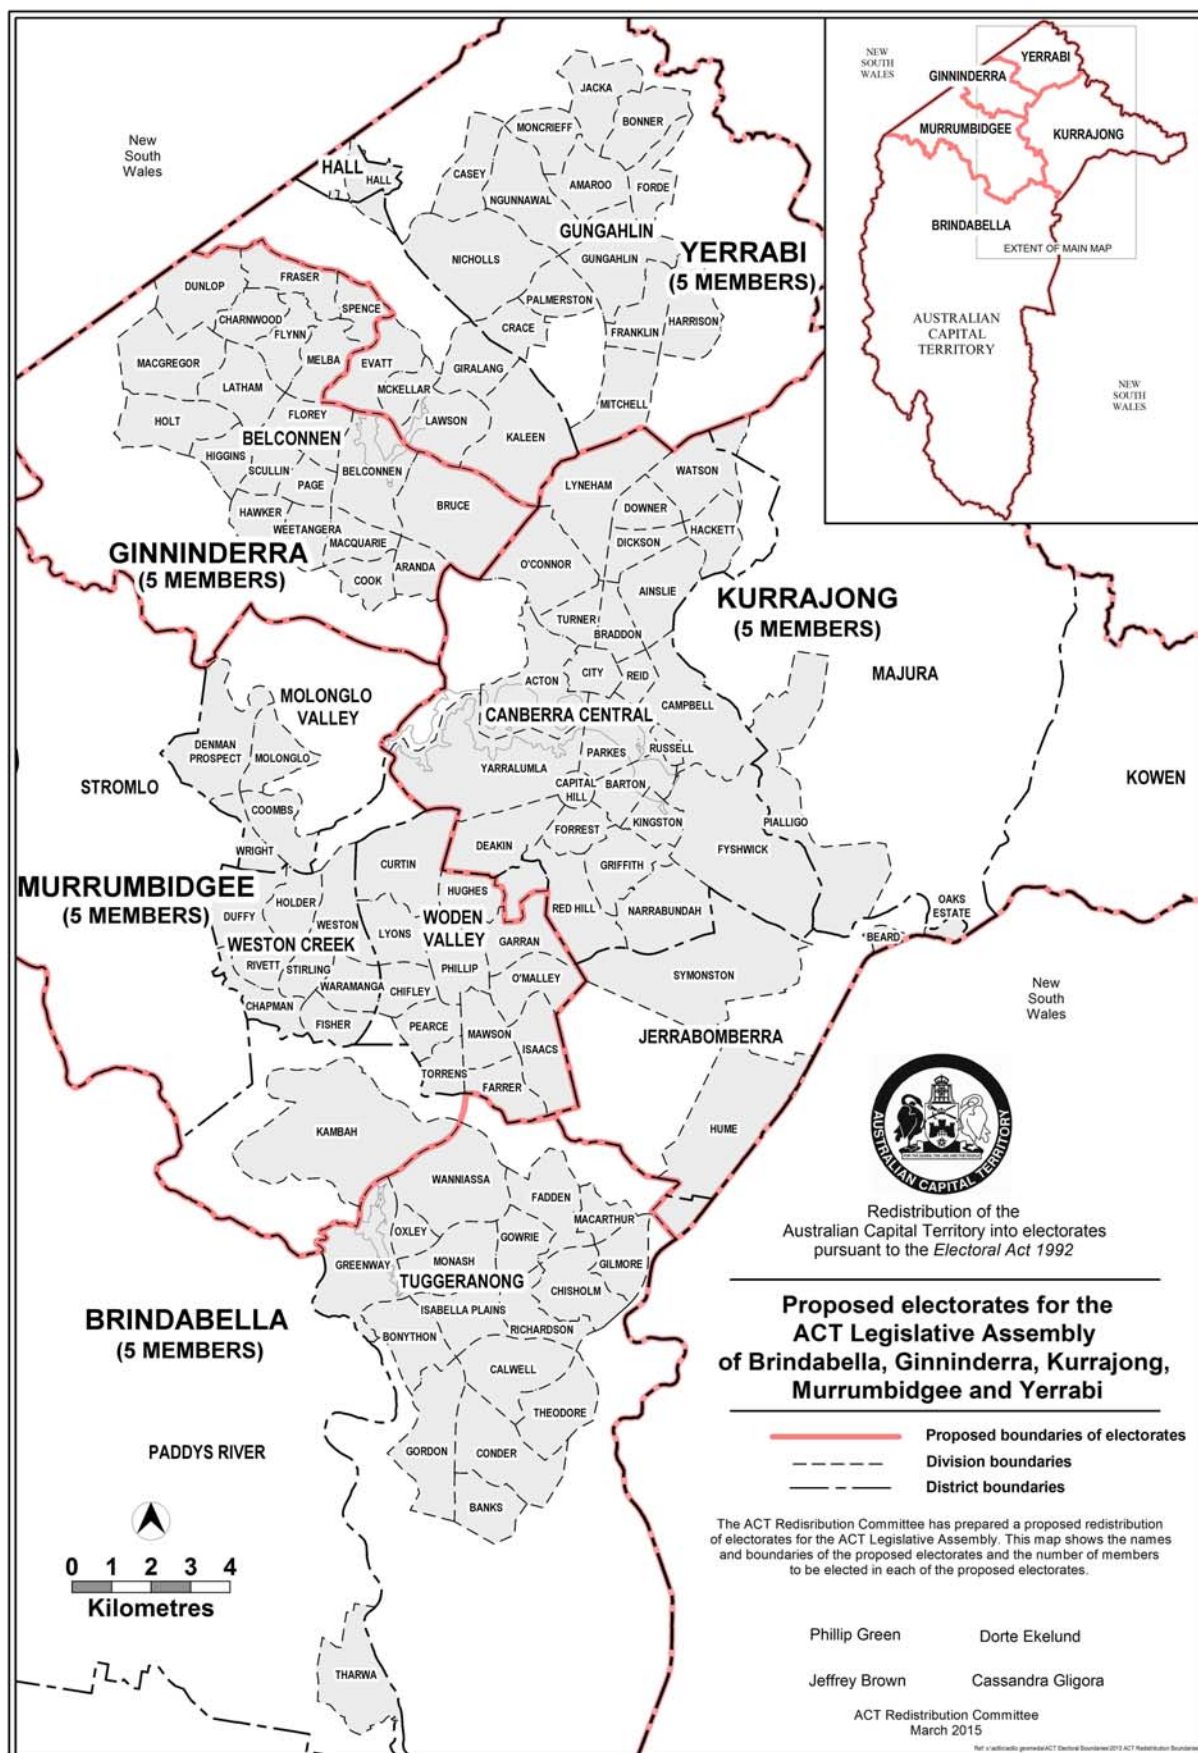 New
South
Wales
HALL
HALL
JACKA
MONCRIEFF
BONNER
CASEY
NGUNNAWAL
AMAROO
FORDE
GUNGAHLIN
NICHOLLS
GUNGAHLIN
YERRABI
(5 MEMBERS)
PALMERSTON
CRACE
FRANKLIN
HARRISON
GIRALANG
MITCHELL
KALEEN
DUNLOP
FRASER
SPENCE
CHARNWOOD
FLYNN
MACGREGOR
MELBA
EVATT
LATHAM
MCKELLAR
HOLT
FLOREY
LAWSON
BELCONNEN
HIGGINS
SCULLIN
BELCONNEN
PAGE
BRUCE
HAWKER
WEETANGERA
MACQUARIE
GINNINDERRA
(5 MEMBERS)
COOK
ARANDA
LYNEHAM
WATSON
DOWNER
HACKETT
DICKSON
O'CONNOR
AINSLIE
KURRAJONG
(5 MEMBERS)
TURNER
BRADDON
MAJURA
ACTON
CITY
REID
CANBERRA CENTRAL
CAMPBELL
PARKES
RUSSELL
YARRALUMLA
CAPITAL
HILL
BARTON
KOWEN
FORREST
KINGSTON
PIALLIGO
DEAKIN
FYSHWICK
GRIFFITH
RED HILL
NARRABUNDAH
OAKS
ESTATE
BEARD
SYMONSTON
JERRABOMBERRA
HUME
New
South
Wales
MOLONGLO
VALLEY
DENMAN
PROSPECT
MOLONGLO
STROMLO
COOMBS
WRIGHT
MURRUMBIDGEE
(5 MEMBERS)
CURTIN
HUGHES
HOLDER
DUFFY
WESTON
LYONS
WODEN
VALLEY
WESTON CREEK
GARRAN
RIVETT
STIRLING
PHILLIP
O'MALLEY
WARAMANGA
CHIFLEY
CHAPMAN
FISHER
PEARCE
MAWSON
ISAACS
TORRENS
FARRER
KAMBAH
WANNIASSA
FADDEN
MACARTHUR
OXLEY
GOWRIE
GREENWAY
MONASH
GILMORE
TUGGERANONG
CHISHOLM
ISABELLA PLAINS
BRINDABELLA
(5 MEMBERS)
BONYTHON
RICHARDSON
CALWELL
THEODORE
PADDYS RIVER
GORDON
CONDER
BANKS
THARWA
0 1 2 3 4
Kilometres
NEW
SOUTH
WALES
YERRABI
GINNINDERRA
MURRUMBIDGEE
KURRAJONG
BRINDABELLA
EXTENT OF MAIN MAP
AUSTRALIAN
CAPITAL
TERRITORY
NEW
SOUTH
WALES
AUSTRALIAN CAPITAL TERRITORY
Redistribution of the
Australian Capital Territory into electorates
pursuant to the Electoral Act 1992
Proposed electorates for the
ACT Legislative Assembly
of Brindabella, Ginninderra, Kurrajong,
Murrumbidgee and Yerrabi
Proposed boundaries of electorates
Division boundaries
District boundaries
The ACT Redisribution Committee has prepared a proposed redistribution
of electorates for the ACT Legislative Assembly. This map shows the names
and boundaries of the proposed electorates and the number of members
to be elected in each of the proposed electorates.
Phillip Green Dorte Ekelund
Jeffrey Brown Cassandra Gligora
ACT Redistribution Committee
March 2015